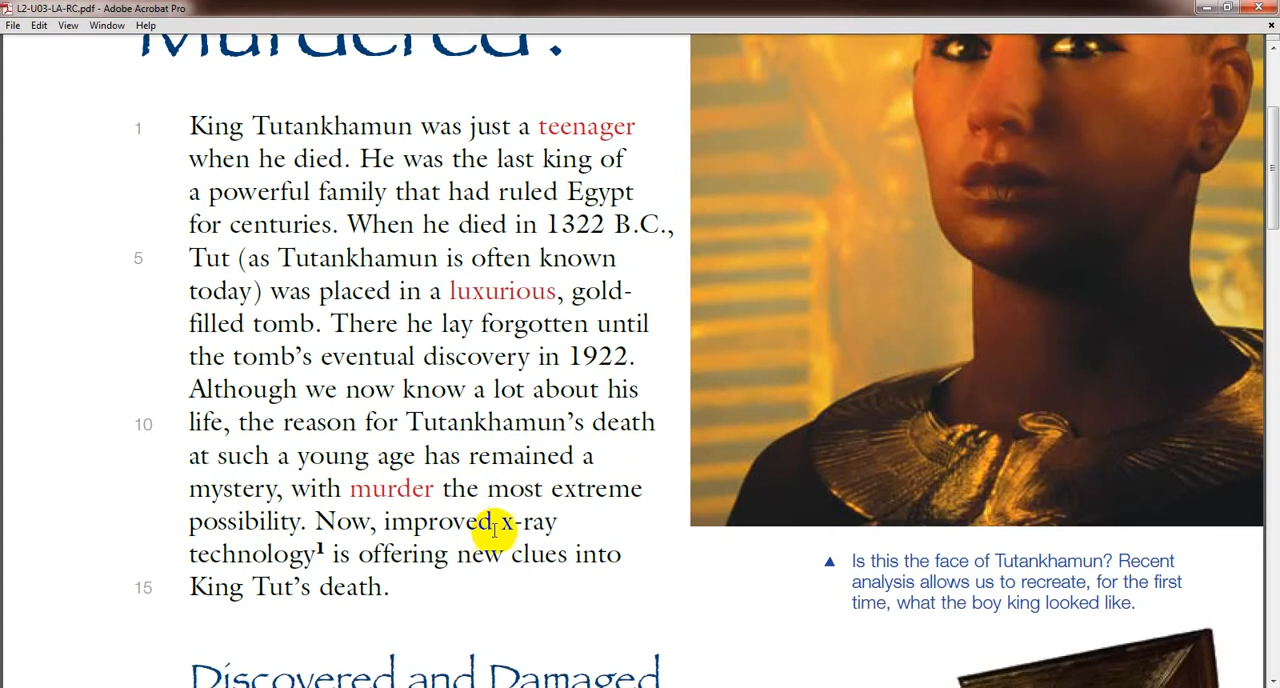 L2-U03-LA-RC.pdf - Adobe Acrobat Pro
File Edit View Window Help
Murdered?
1 King Tutankhamun was just a teenager
when he died. He was the last king of
a powerful family that had ruled Egypt
for centuries. When he died in 1322 B.C.,
5 Tut (as Tutankhamun is often known
today) was placed in a luxurious, gold-
filled tomb. There he lay forgotten until
the tomb’s eventual discovery in 1922.
Although we now know a lot about his
10 life, the reason for Tutankhamun’s death
at such a young age has remained a
mystery, with murder the most extreme
possibility. Now, improved x-ray
technology¹ is offering new clues into
15 King Tut’s death.
▲ Is this the face of Tutankhamun? Recent
analysis allows us to recreate, for the first
time, what the boy king looked like.
Discovered and Damaged